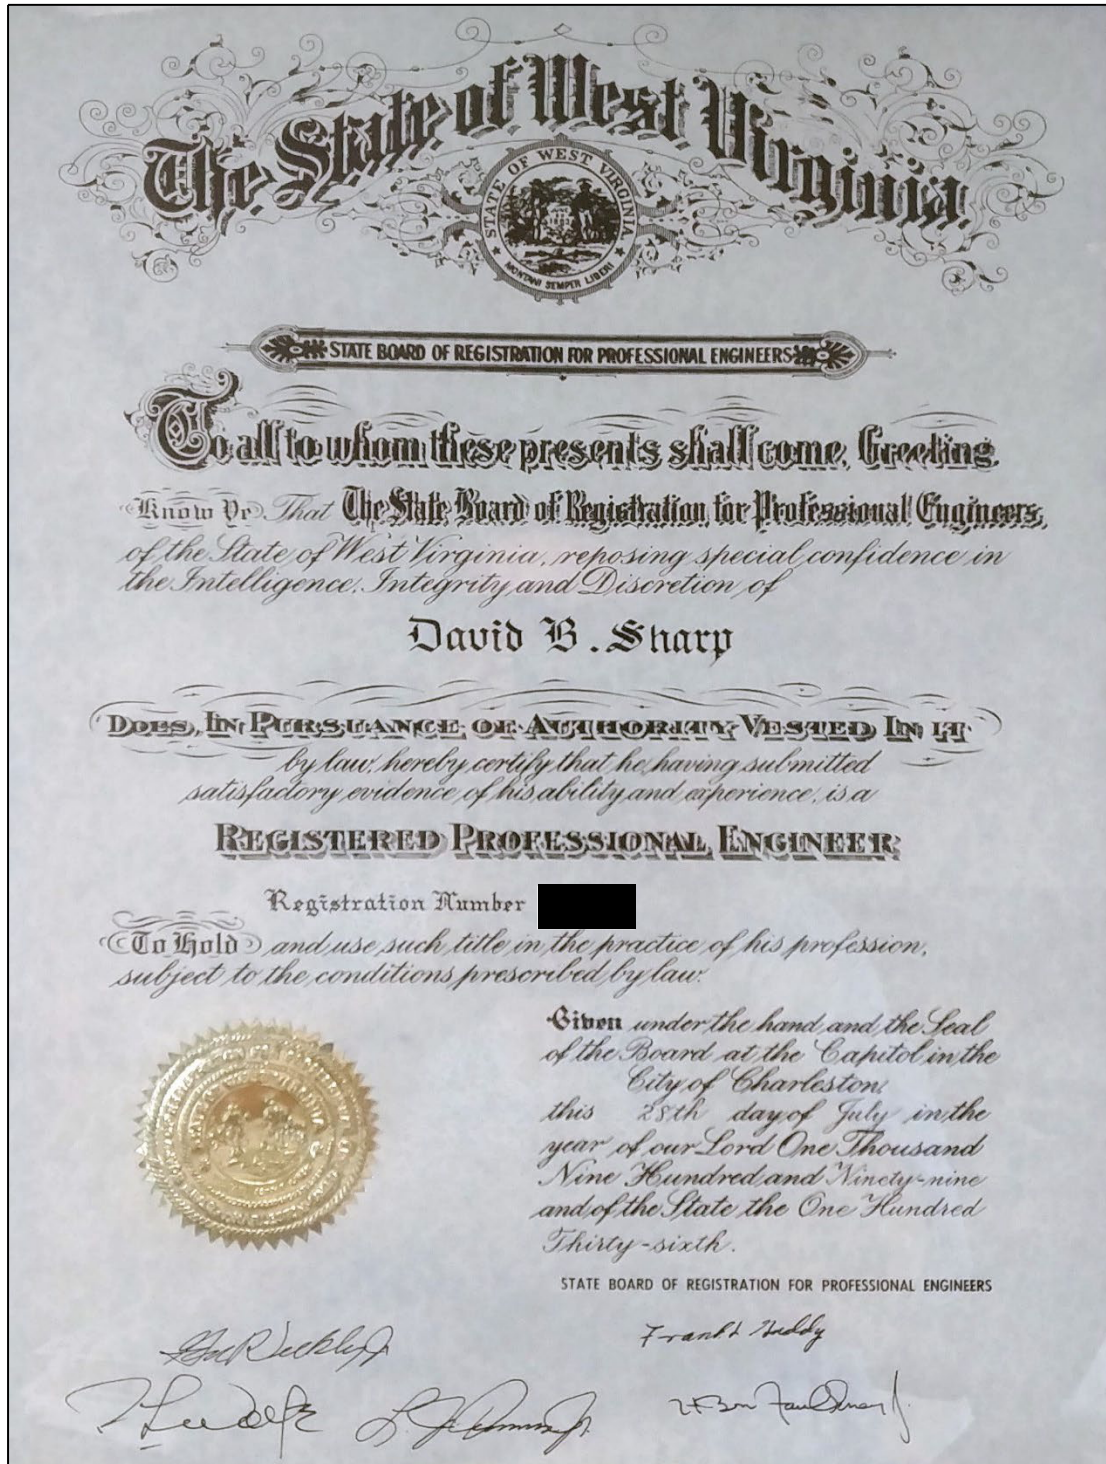 The State of West Virginia
STATE OF WEST VIRGINIA
MONTANI SEMPER LIBERI
STATE BOARD OF REGISTRATION FOR PROFESSIONAL ENGINEERS
To all to whom these presents shall come, Greeting.
Know Ye That The State Board of Registration for Professional Engineers,
of the State of West Virginia, reposing special confidence in
the Intelligence, Integrity and Discretion of
David B. Sharp
DOES, IN PURSUANCE OF AUTHORITY VESTED IN IT
by law, hereby certify that he, having submitted
satisfactory evidence of his ability and experience, is a
REGISTERED PROFESSIONAL ENGINEER
Registration Number
To Hold and use such title in the practice of his profession,
subject to the conditions prescribed by law.
Given under the hand and the Seal
of the Board at the Capitol in the
City of Charleston,
this 28th day of July in the
year of our Lord One Thousand
Nine Hundred and Ninety-nine
and of the State the One Hundred
Thirty-sixth.
STATE BOARD OF REGISTRATION FOR PROFESSIONAL ENGINEERS